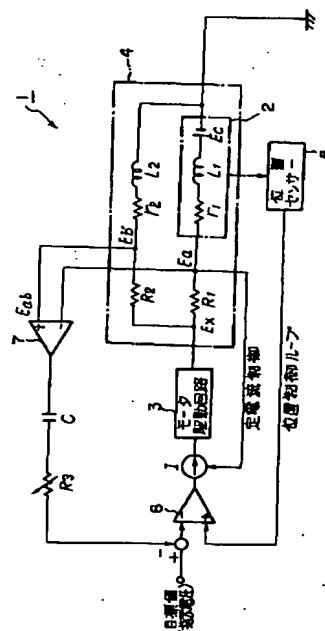 1
4
L2
r2
Eb
R2
2
Ec
L1
r1
Ea
R1
Ex
Eab
7
C
R3
3
モータ
駆動回路
I
6
定電流制御
位置制御ループ
位置
センサー
目標値